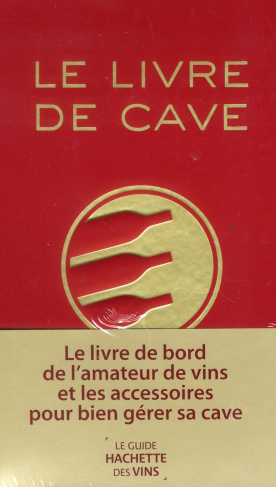 LE LIVRE
DE CAVE
Le livre de bord
de l'amateur de vins
et les accessoires
pour bien gérer sa cave
LE GUIDE
HACHETTE
DES VINS